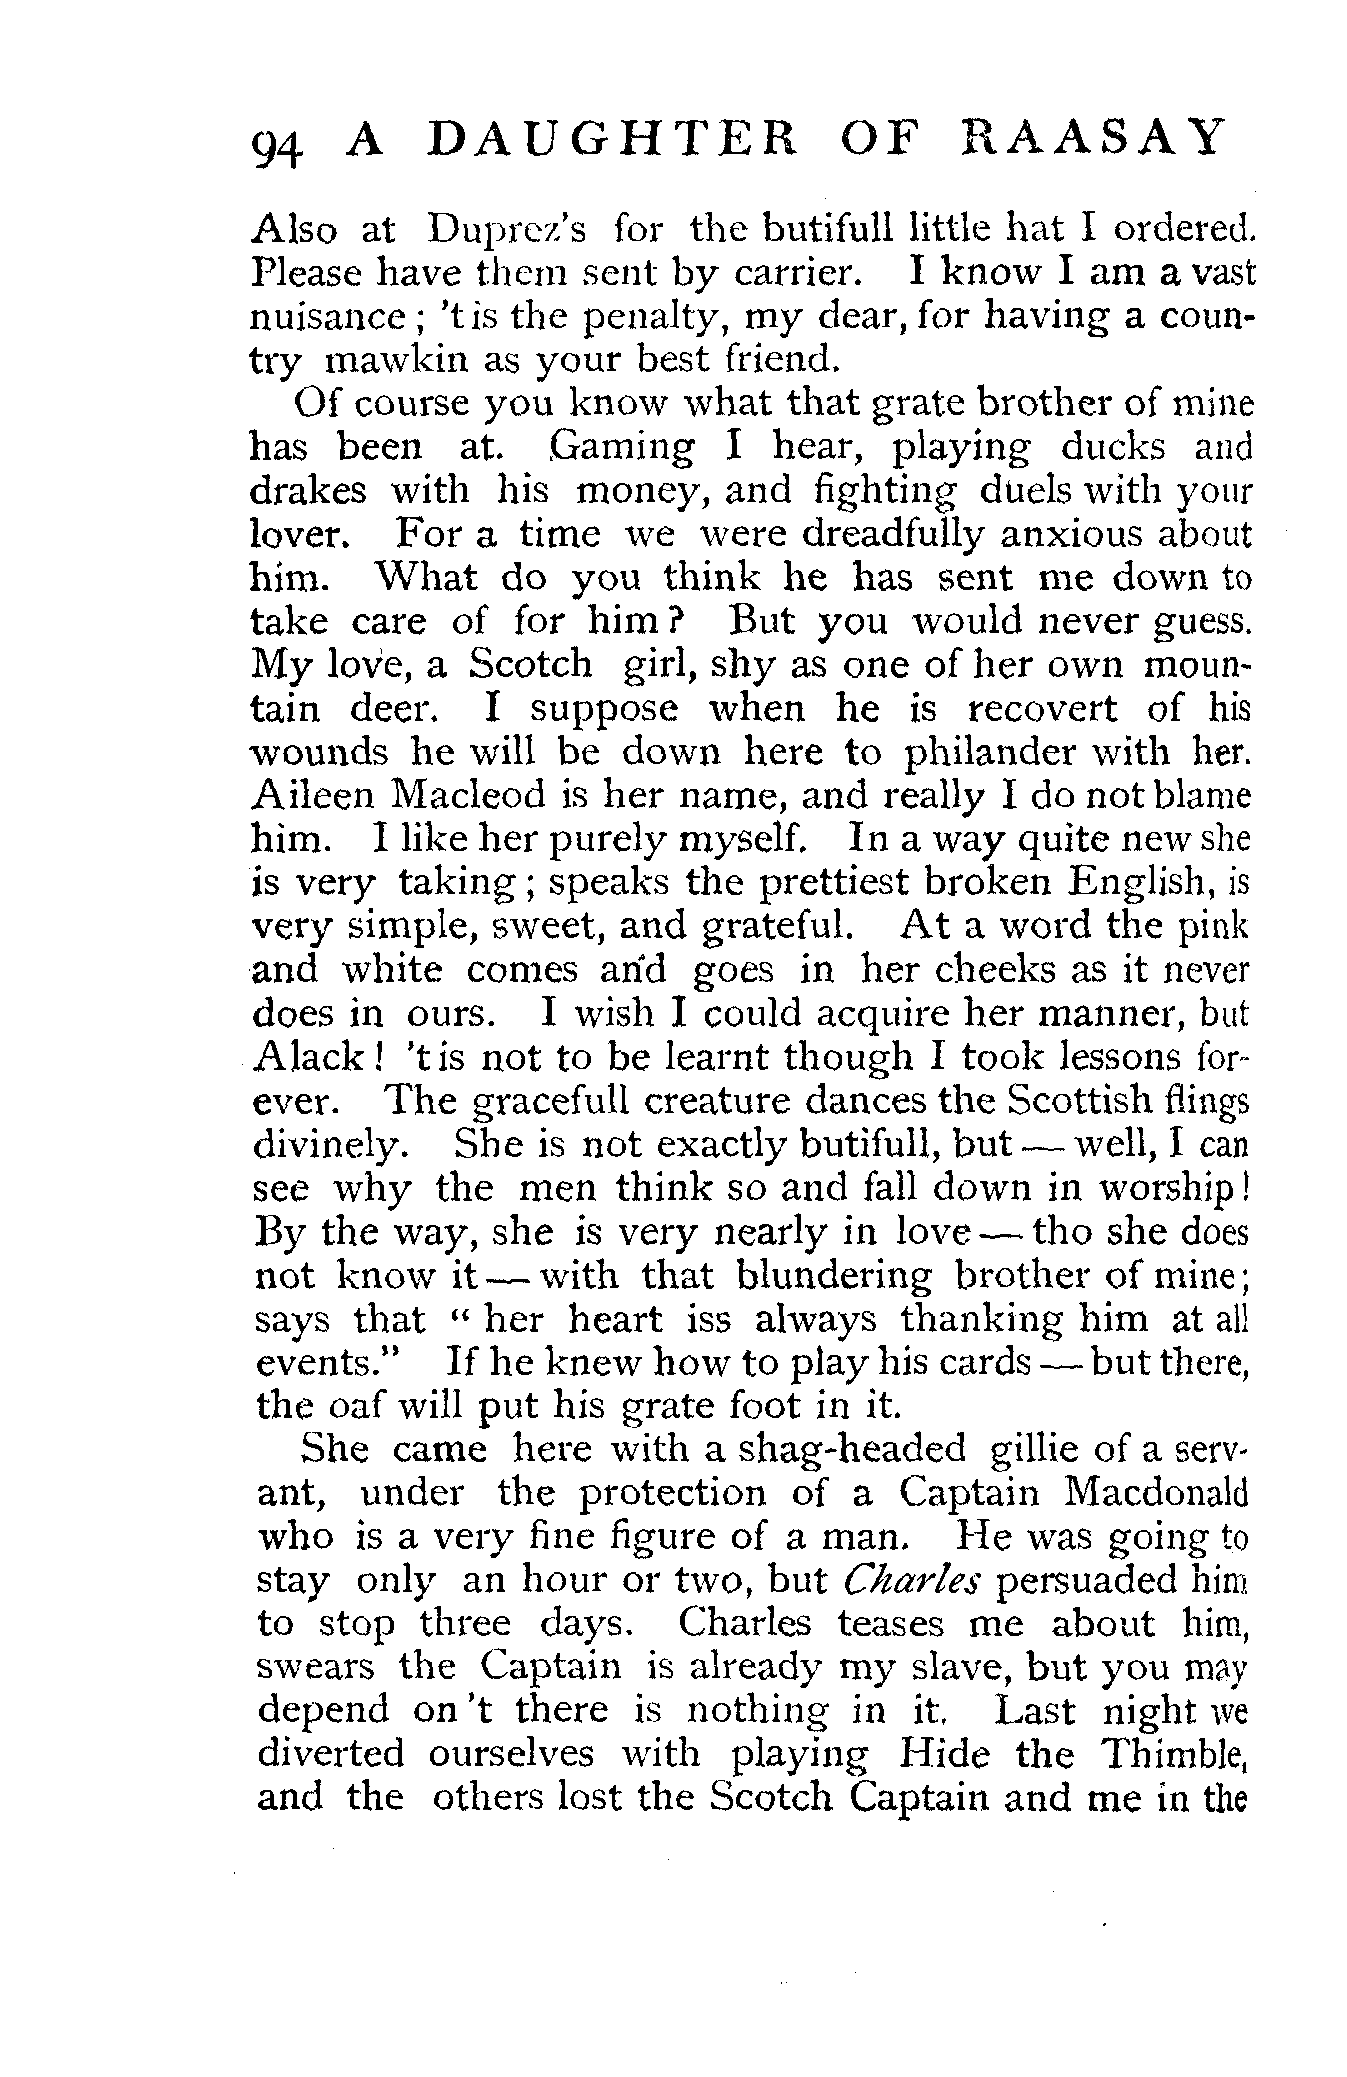 94 A DAUGHTER OF RAASAY
Also at Duprez's for the butifull little hat I ordered.
Please have them sent by carrier. I know I am a vast
nuisance; 'tis the penalty, my dear, for having a coun-
try mawkin as your best friend.
Of course you know what that grate brother of mine
has been at. Gaming I hear, playing ducks and
drakes with his money, and fighting duels with your
lover. For a time we were dreadfully anxious about
him. What do you think he has sent me down to
take care of for him? But you would never guess.
My love, a Scotch girl, shy as one of her own moun-
tain deer. I suppose when he is recovert of his
wounds he will be down here to philander with her.
Aileen Macleod is her name, and really I do not blame
him. I like her purely myself. In a way quite new she
is very taking; speaks the prettiest broken English, is
very simple, sweet, and grateful. At a word the pink
and white comes and goes in her cheeks as it never
does in ours. I wish I could acquire her manner, but
Alack! 'tis not to be learnt though I took lessons for-
ever. The gracefull creature dances the Scottish flings
divinely. She is not exactly butifull, but — well, I can
see why the men think so and fall down in worship!
By the way, she is very nearly in love — tho she does
not know it — with that blundering brother of mine;
says that "her heart iss always thanking him at all
events." If he knew how to play his cards — but there,
the oaf will put his grate foot in it.
She came here with a shag-headed gillie of a serv-
ant, under the protection of a Captain Macdonald
who is a very fine figure of a man. He was going to
stay only an hour or two, but Charles persuaded him
to stop three days. Charles teases me about him,
swears the Captain is already my slave, but you may
depend on't there is nothing in it. Last night we
diverted ourselves with playing Hide the Thimble,
and the others lost the Scotch Captain and me in the